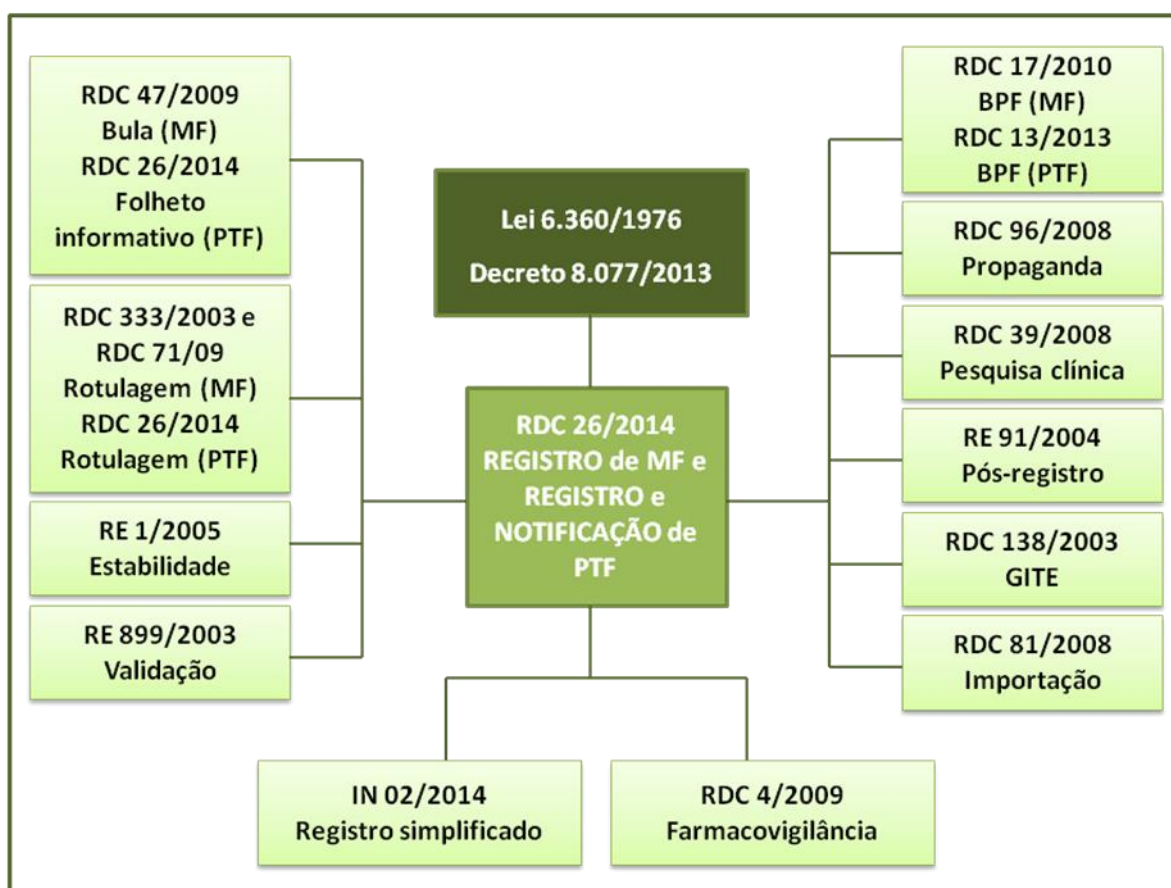 RDC 47/2009
Bula (MF)
RDC 26/2014
Folheto
informativo (PTF)
RDC 333/2003 e
RDC 71/09
Rotulagem (MF)
RDC 26/2014
Rotulagem (PTF)
RE 1/2005
Estabilidade
RE 899/2003
Validação
Lei 6.360/1976
Decreto 8.077/2013
RDC 26/2014
REGISTRO de MF e
REGISTRO e
NOTIFICAÇÃO de
PTF
RDC 17/2010
BPF (MF)
RDC 13/2013
BPF (PTF)
RDC 96/2008
Propaganda
RDC 39/2008
Pesquisa clínica
RE 91/2004
Pós-registro
RDC 138/2003
GITE
RDC 81/2008
Importação
IN 02/2014
Registro simplificado
RDC 4/2009
Farmacovigilância